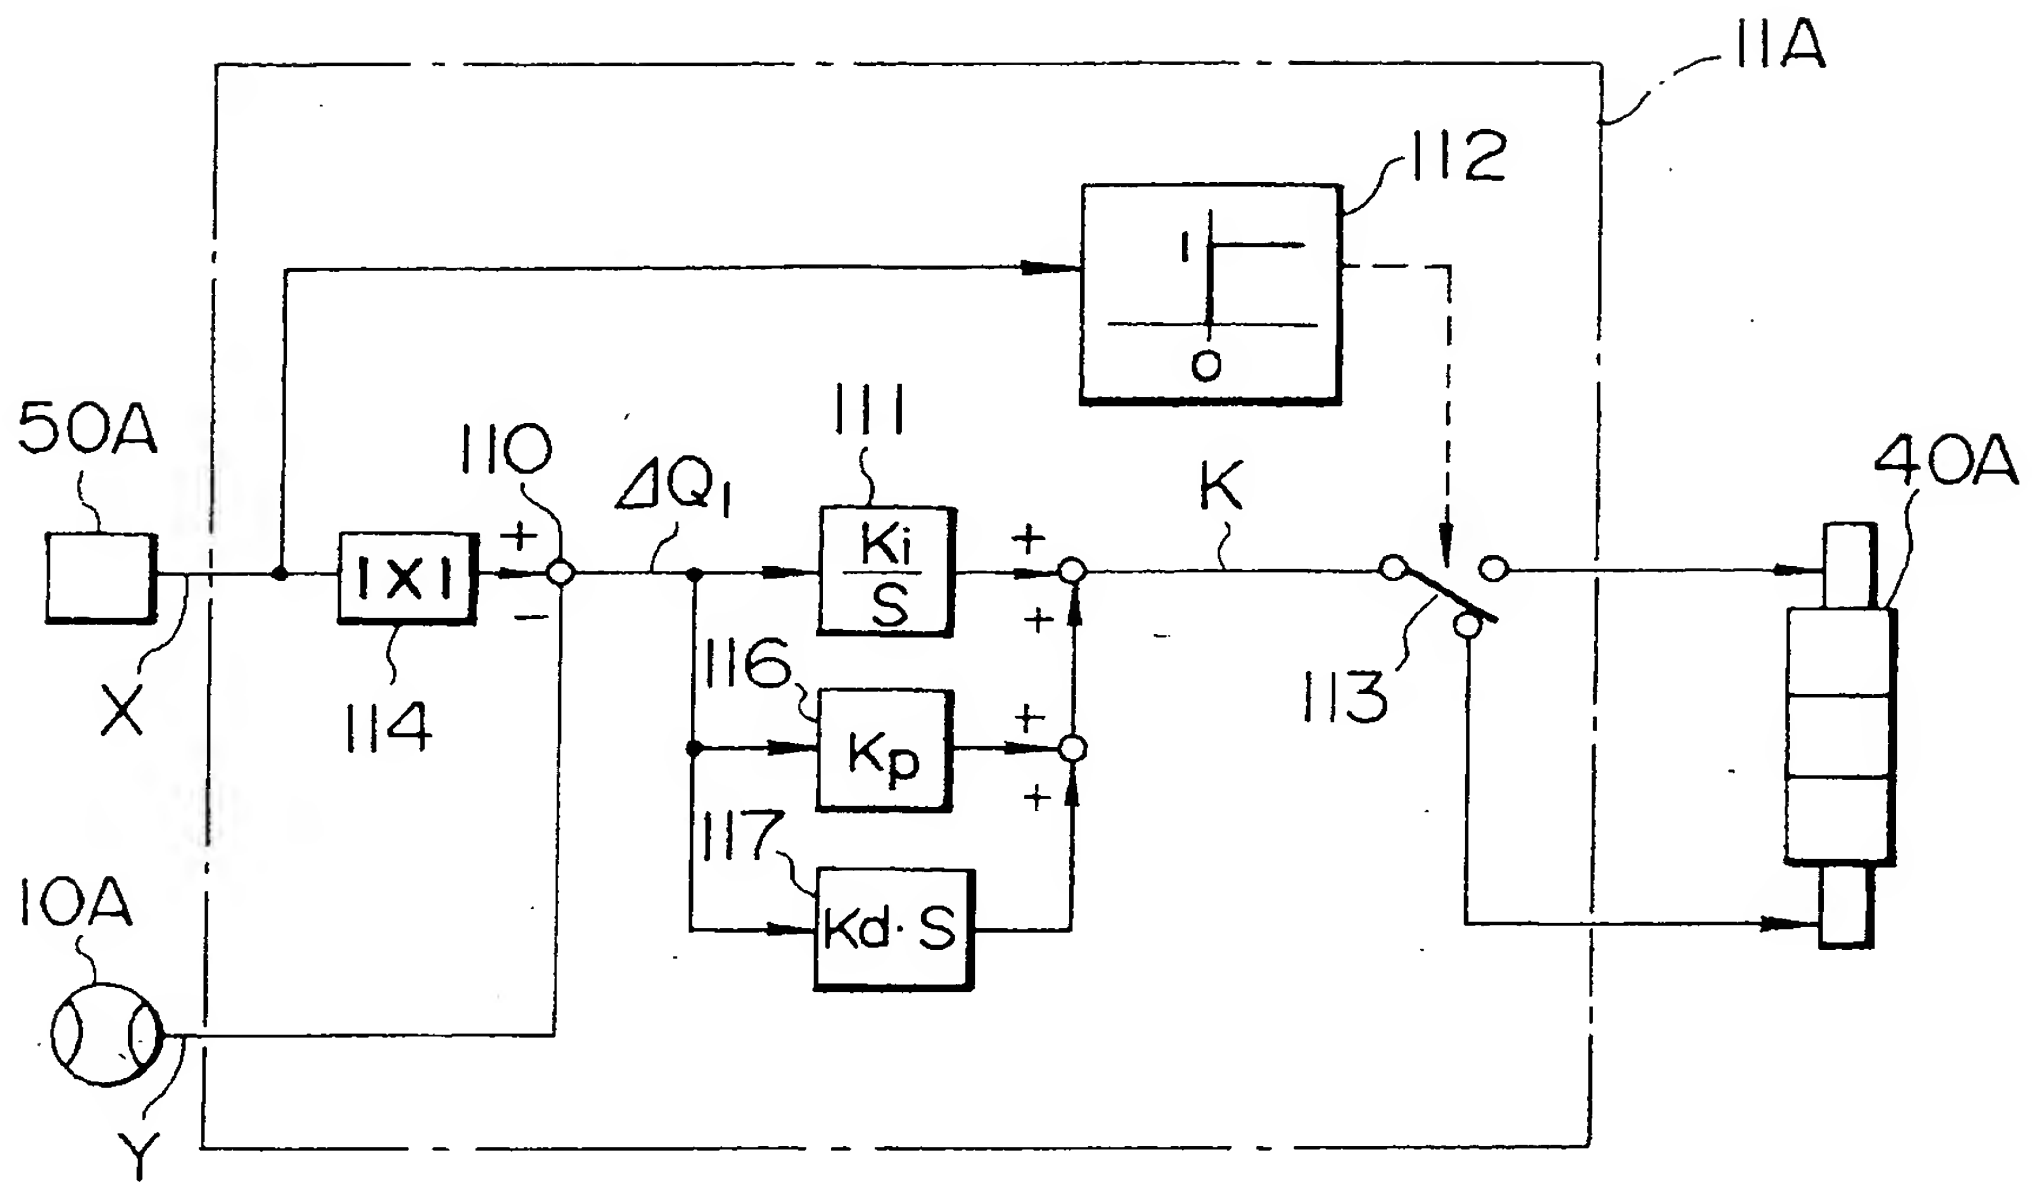 11A
112
1
0
50A
110
ΔQ1
111
K
40A
+
|X|
−
Ki
S
+
+
X
114
116
113
Kp
+
+
117
Kd·S
10A
Y